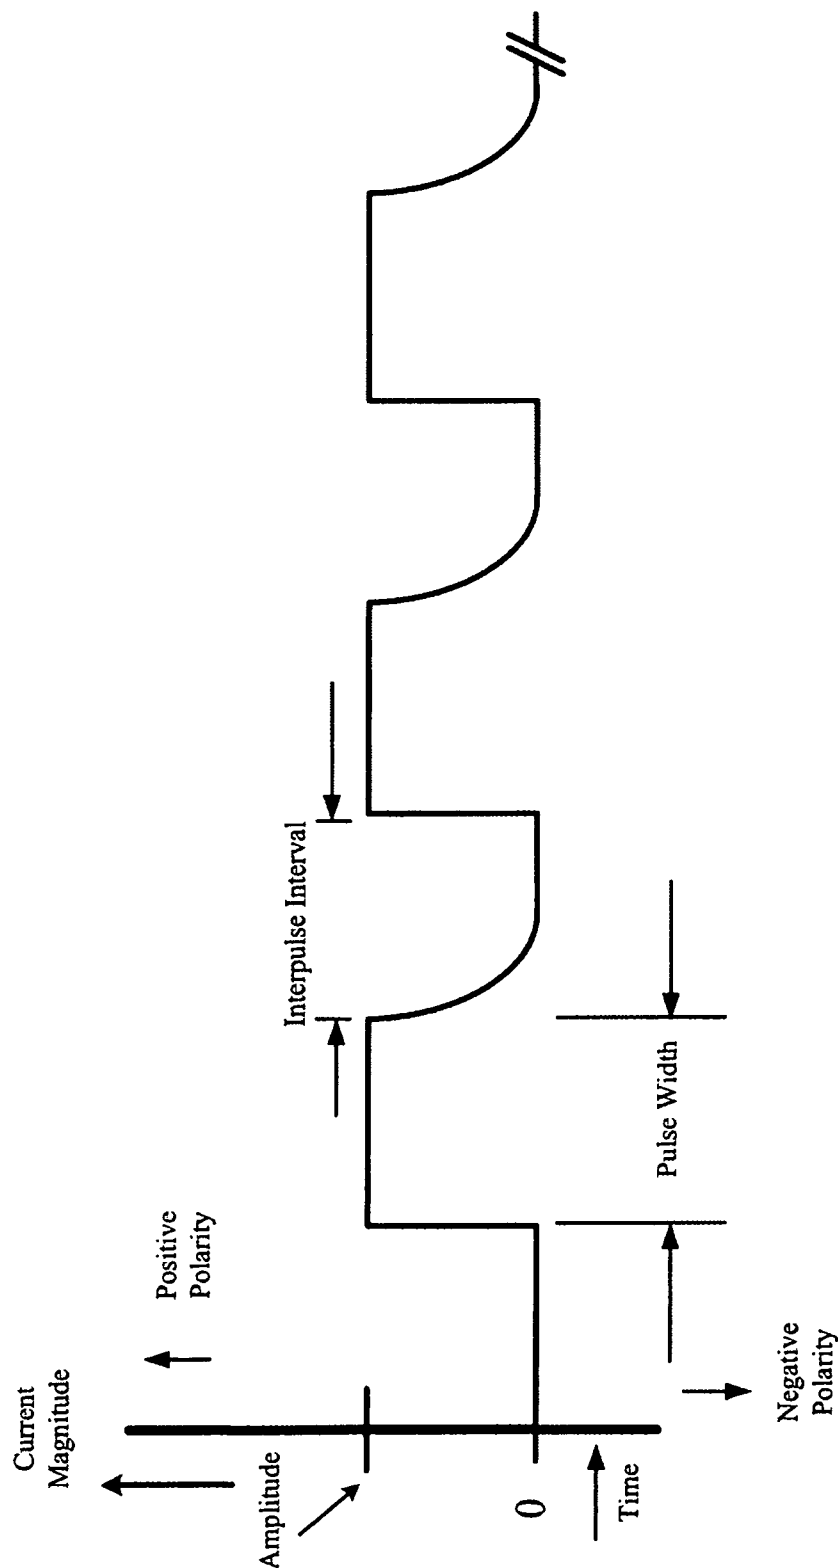 Current
Magnitude
Positive
Polarity
Amplitude
Interpulse Interval
0
Time
Pulse Width
Negative
Polarity